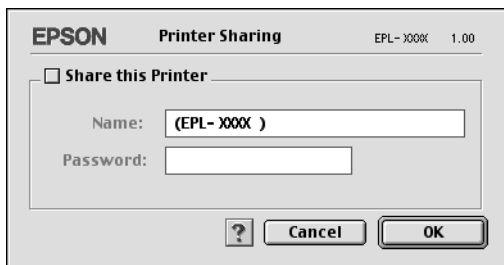 EPSON Printer Sharing EPL-XXXX 1.00
Share this Printer
Name: (EPL- XXXX )
Password:
? Cancel OK